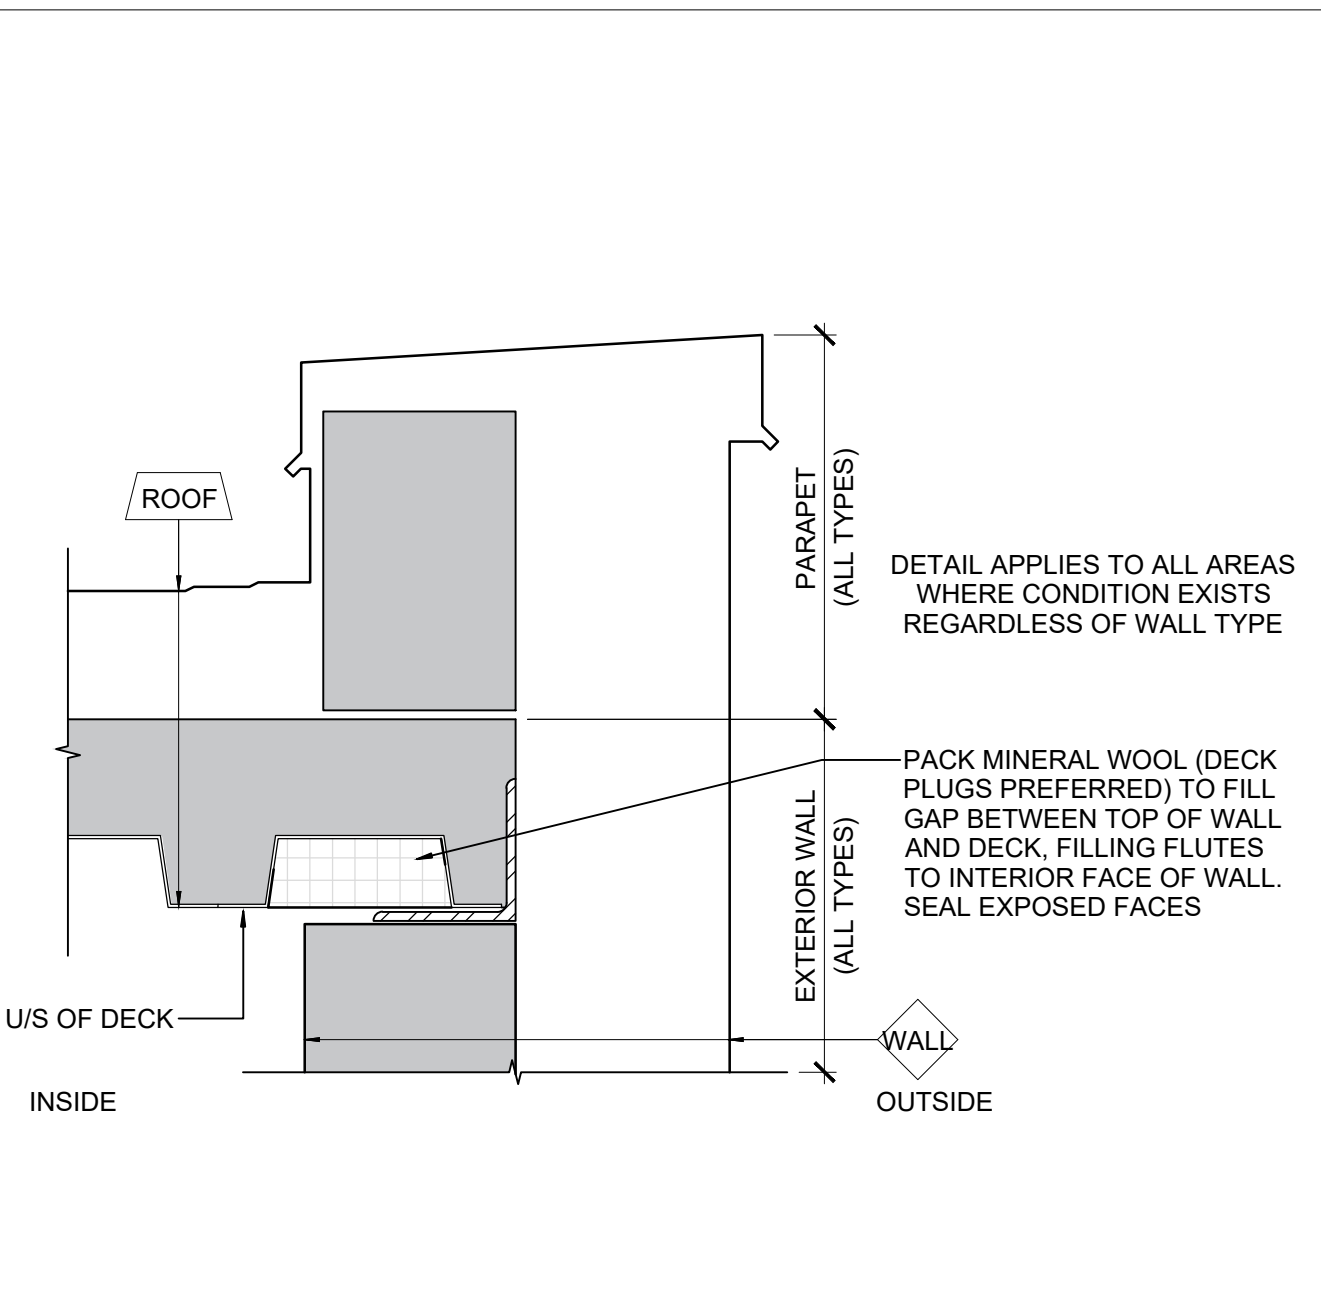 ROOF
PARAPET
(ALL TYPES)
DETAIL APPLIES TO ALL AREAS
WHERE CONDITION EXISTS
REGARDLESS OF WALL TYPE
PACK MINERAL WOOL (DECK
PLUGS PREFERRED) TO FILL
GAP BETWEEN TOP OF WALL
AND DECK, FILLING FLUTES
TO INTERIOR FACE OF WALL.
SEAL EXPOSED FACES
EXTERIOR WALL
(ALL TYPES)
U/S OF DECK
WALL
INSIDE
OUTSIDE